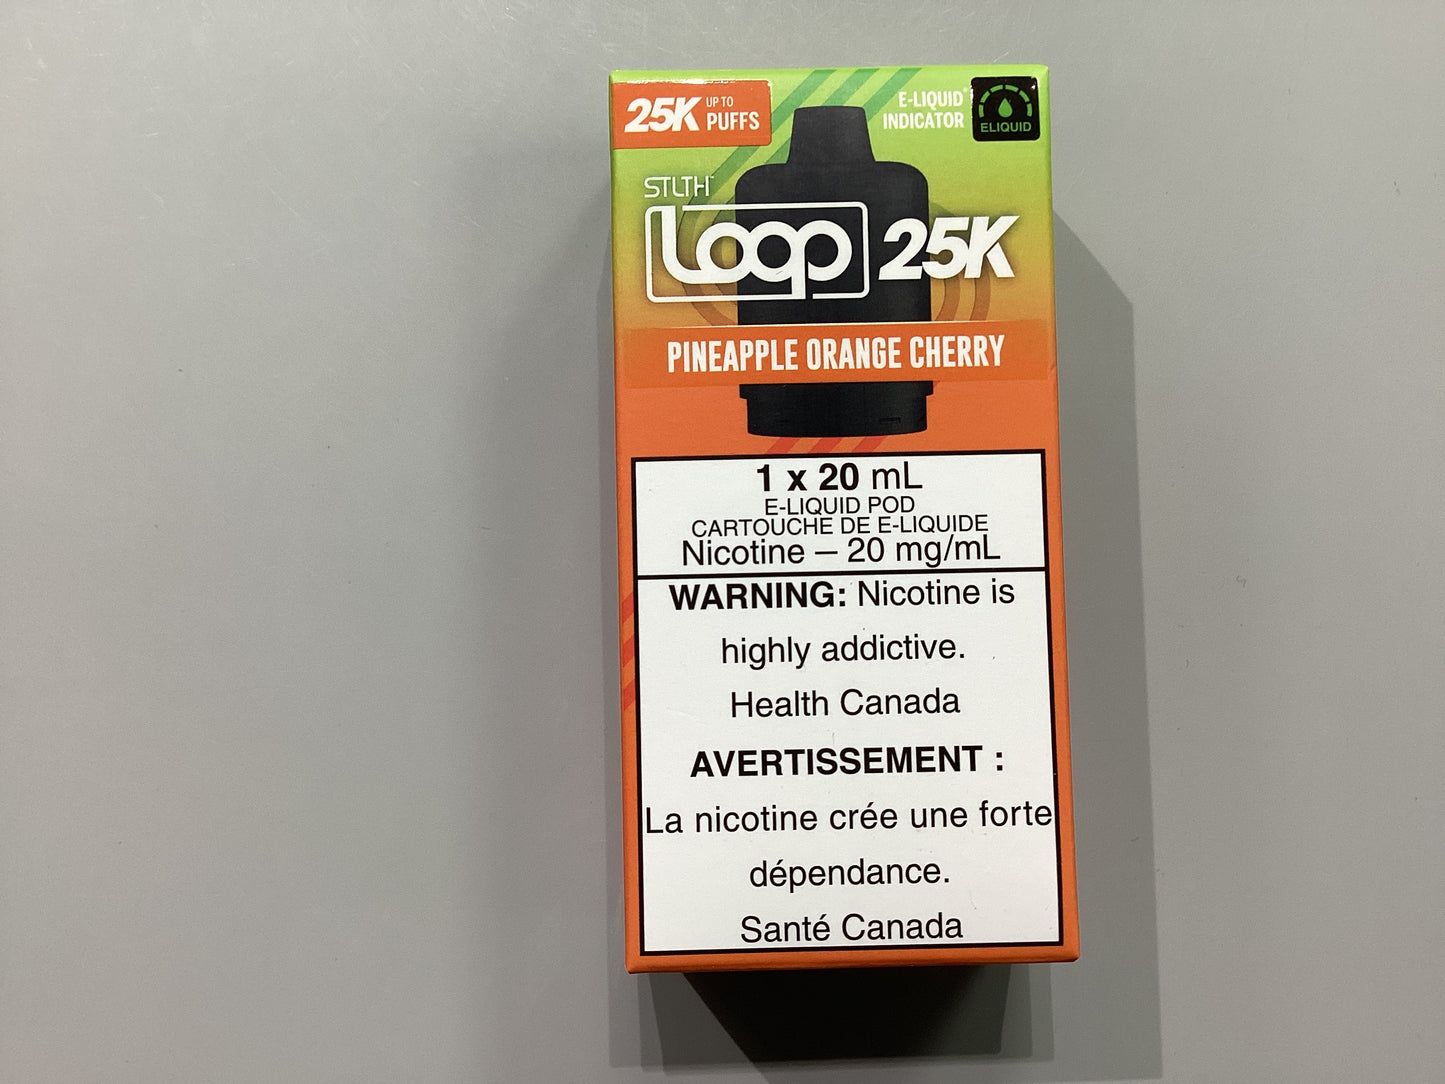 25K UP TO PUFFS
E-LIQUID*
INDICATOR
ELIQUID
STLTH™
Loop 25K
PINEAPPLE ORANGE CHERRY
1 x 20 mL
E-LIQUID POD
CARTOUCHE DE E-LIQUIDE
Nicotine – 20 mg/mL
WARNING: Nicotine is
highly addictive.
Health Canada
AVERTISSEMENT :
La nicotine crée une forte
dépendance.
Santé Canada